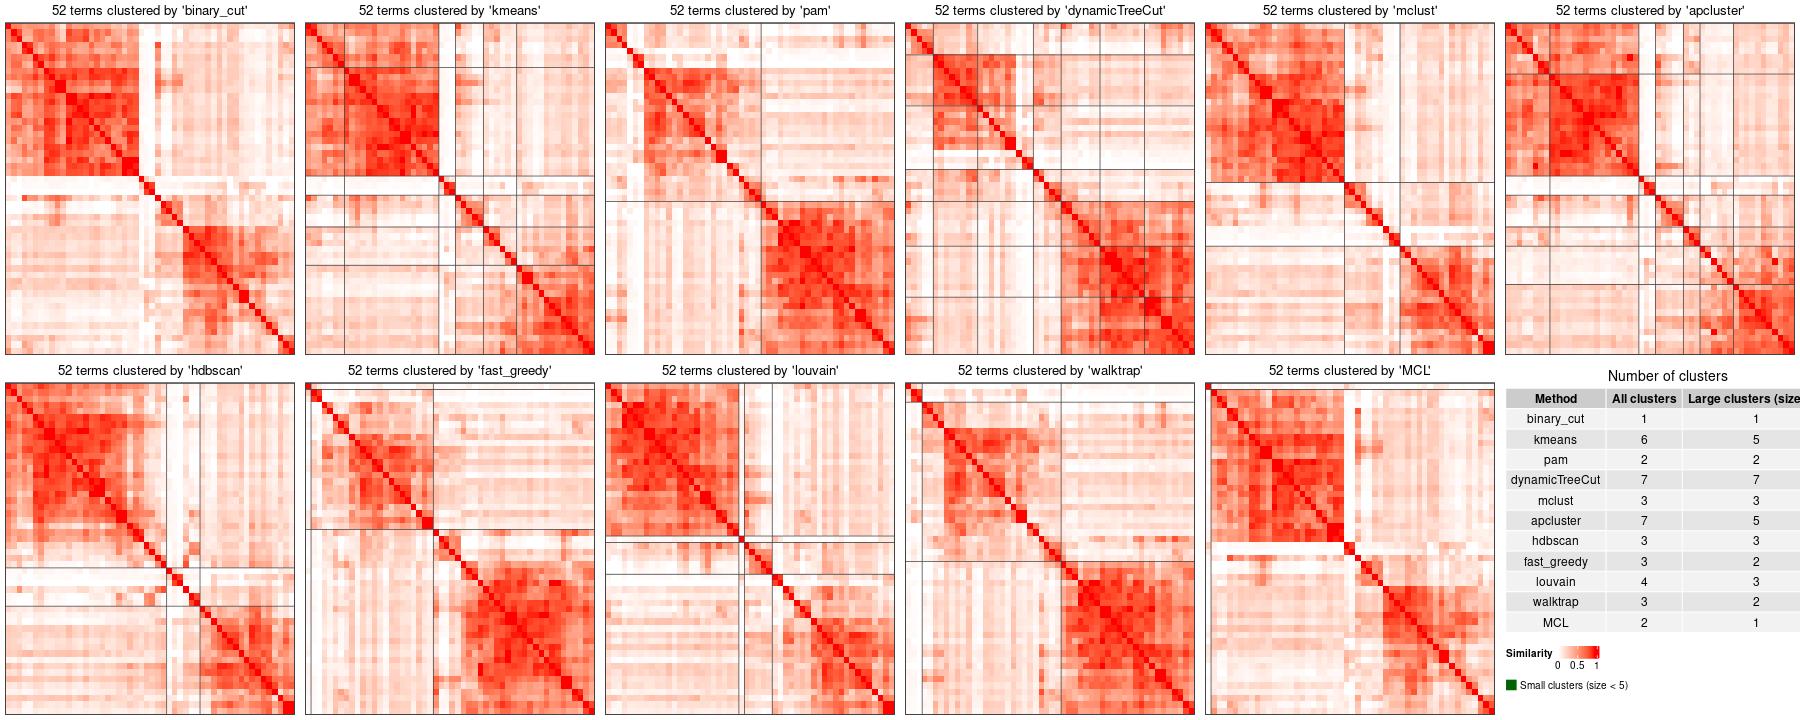 52 terms clustered by 'binary_cut'
52 terms clustered by 'kmeans'
52 terms clustered by 'pam'
52 terms clustered by 'dynamicTreeCut'
52 terms clustered by 'mclust'
52 terms clustered by 'apcluster'
52 terms clustered by 'hdbscan'
52 terms clustered by 'fast_greedy'
52 terms clustered by 'louvain'
52 terms clustered by 'walktrap'
52 terms clustered by 'MCL'
Number of clusters
Method All clusters Large clusters (size
binary_cut 1 1
kmeans 6 5
pam 2 2
dynamicTreeCut 7 7
mclust 3 3
apcluster 7 5
hdbscan 3 3
fast_greedy 3 2
louvain 4 3
walktrap 3 2
MCL 2 1
Similarity
0 0.5 1
Small clusters (size < 5)